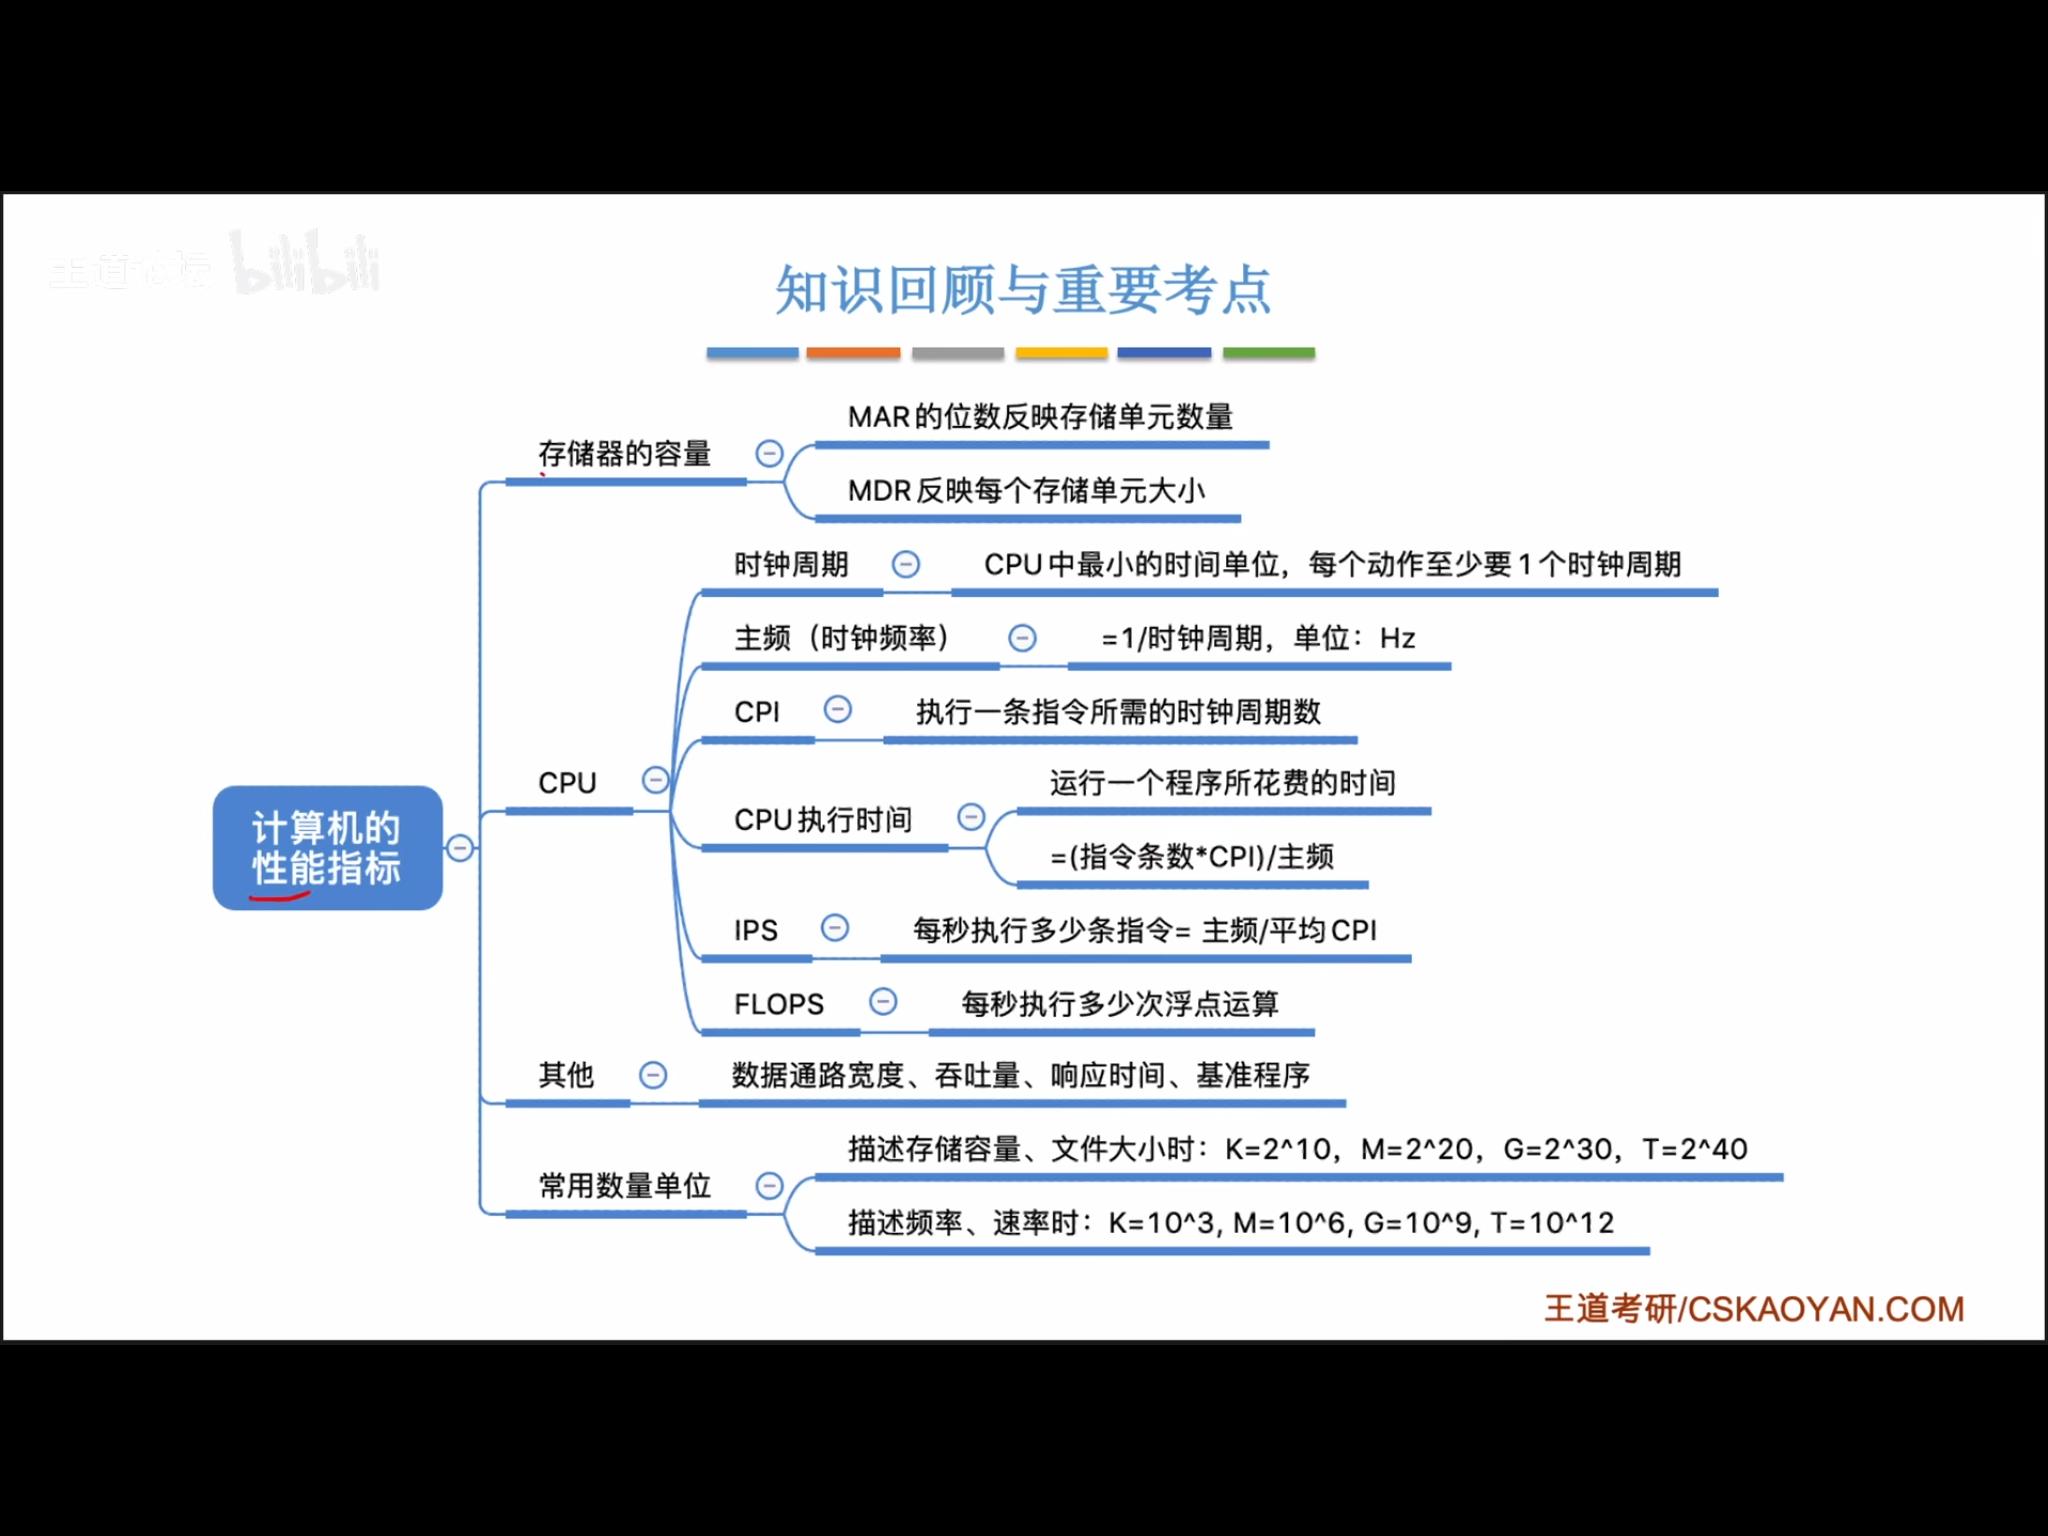 王道论坛 bilibili
知识回顾与重要考点
存储器的容量
MAR的位数反映存储单元数量
MDR反映每个存储单元大小
时钟周期
CPU中最小的时间单位，每个动作至少要1个时钟周期
主频（时钟频率）
=1/时钟周期，单位：Hz
CPI
执行一条指令所需的时钟周期数
CPU
CPU执行时间
运行一个程序所花费的时间
=(指令条数*CPI)/主频
计算机的
性能指标
IPS
每秒执行多少条指令= 主频/平均CPI
FLOPS
每秒执行多少次浮点运算
其他
数据通路宽度、吞吐量、响应时间、基准程序
常用数量单位
描述存储容量、文件大小时：K=2^10，M=2^20，G=2^30，T=2^40
描述频率、速率时：K=10^3, M=10^6, G=10^9, T=10^12
王道考研/CSKAOYAN.COM